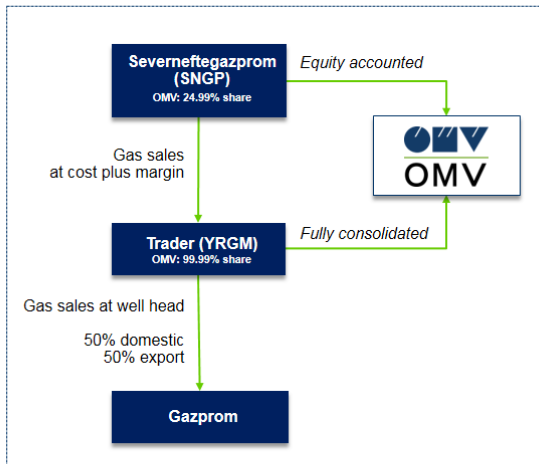 Severneftegazprom
(SNGP)
OMV: 24.99% share
Equity accounted
OMV
OMV
Gas sales
at cost plus margin
Trader (YRGM)
OMV: 99.99% share
Fully consolidated
Gas sales at well head
50% domestic
50% export
Gazprom